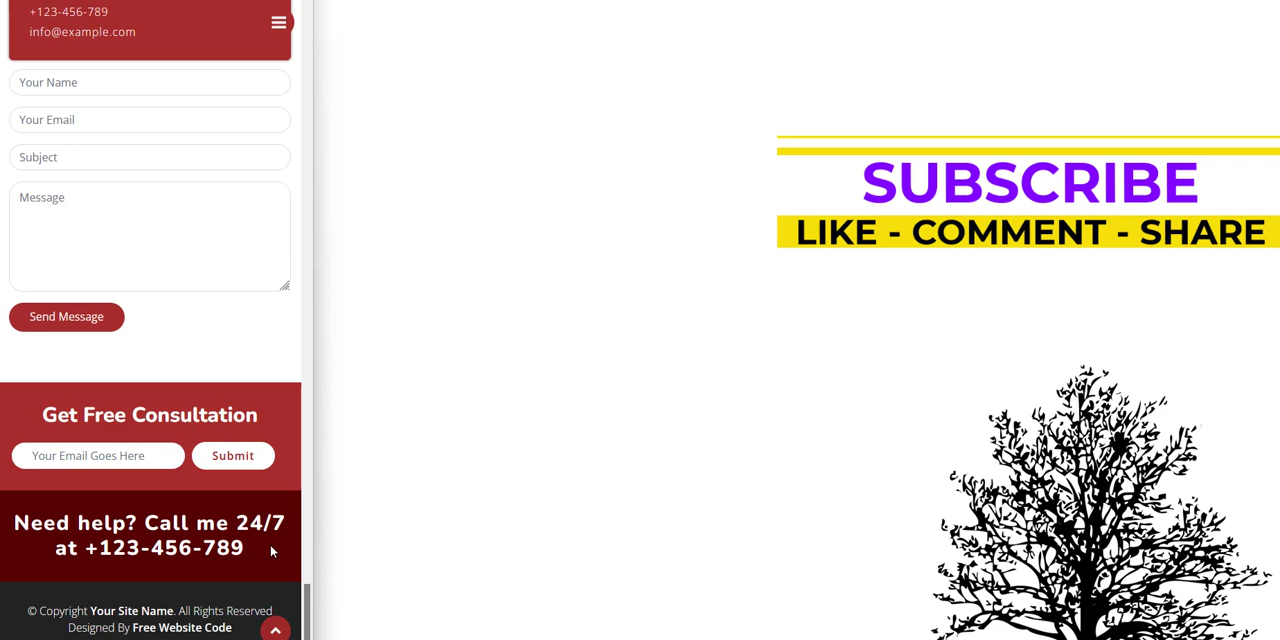 +123-456-789
info@example.com
Your Name
Your Email
Subject
Message
Send Message
Get Free Consultation
Your Email Goes Here
Submit
Need help? Call me 24/7
at +123-456-789
© Copyright Your Site Name. All Rights Reserved
Designed By Free Website Code
SUBSCRIBE
LIKE - COMMENT - SHARE